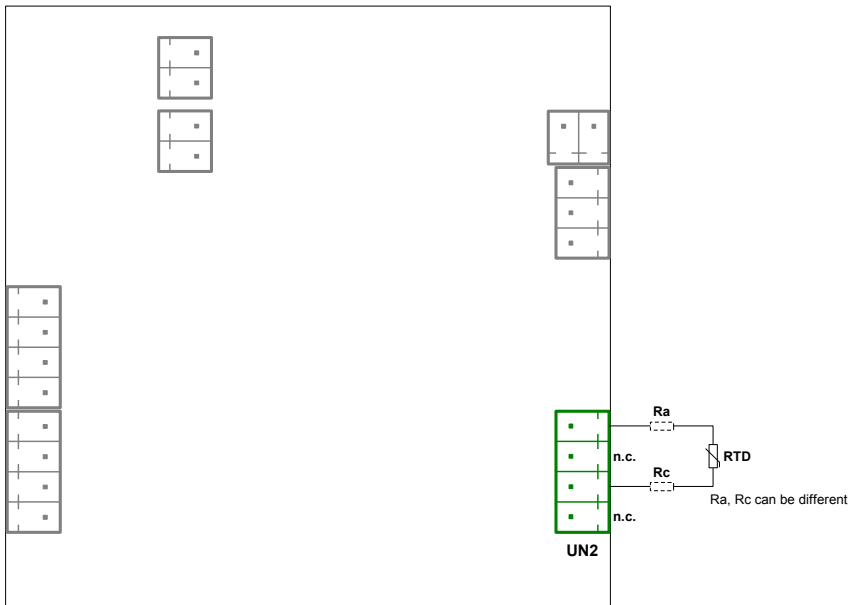 Ra
n.c.
RTD
Rc
Ra, Rc can be different
n.c.
UN2